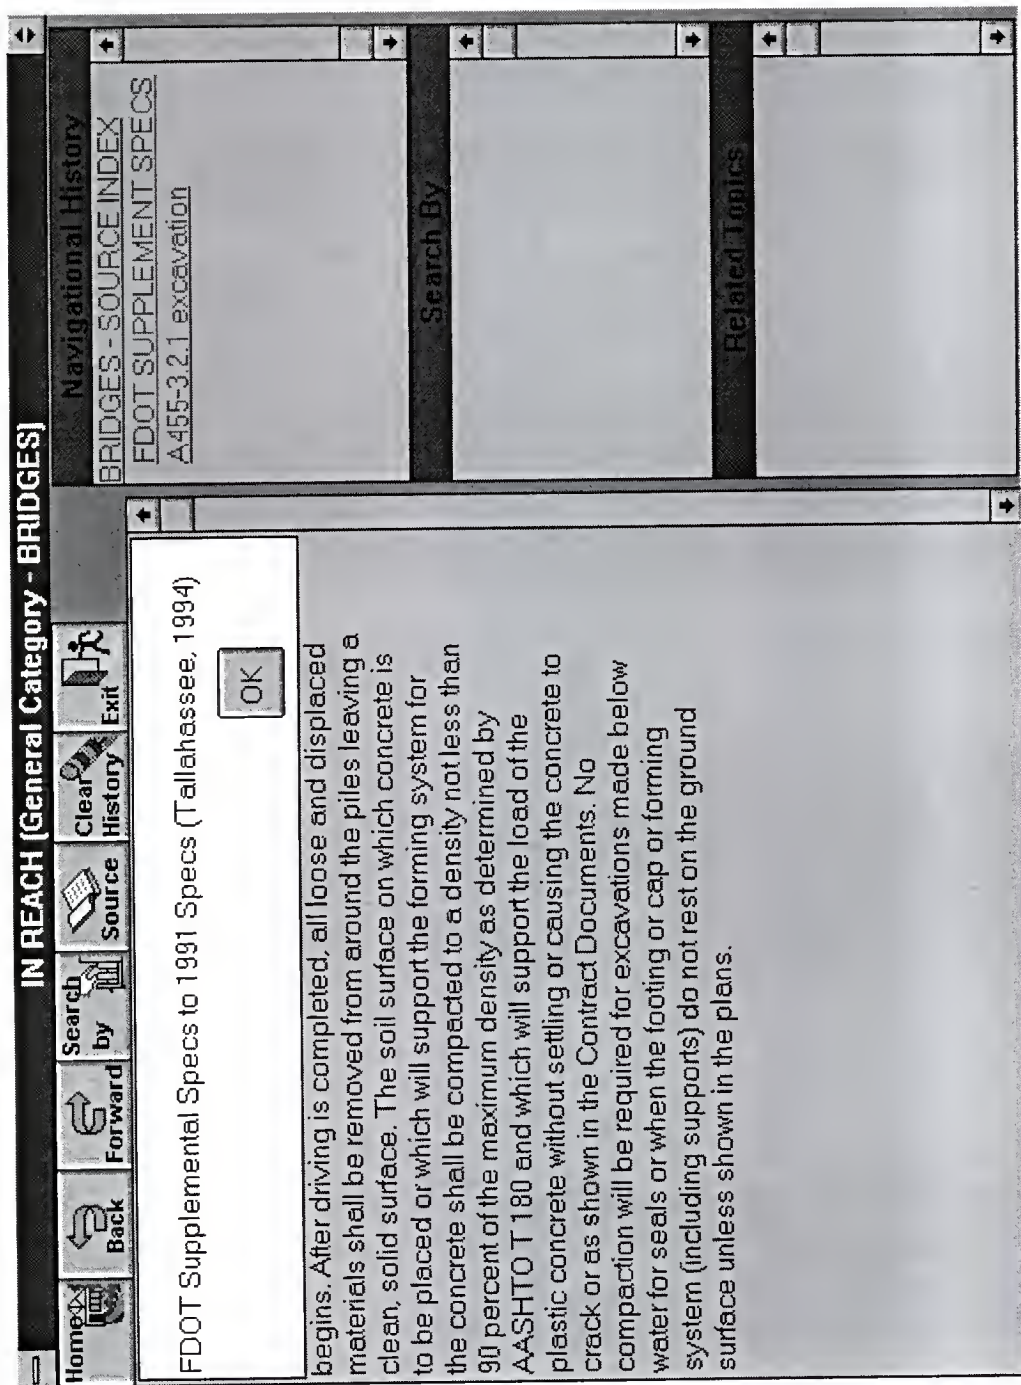 IN REACH [General Category - BRIDGES]
Home
Back
Forward
Search
by
Source
Clear
History
Exit
FDOT Supplemental Specs to 1991 Specs (Tallahassee, 1994)
OK
begins. After driving is completed, all loose and displaced
materials shall be removed from around the piles leaving a
clean, solid surface. The soil surface on which concrete is
to be placed or which will support the forming system for
the concrete shall be compacted to a density not less than
90 percent of the maximum density as determined by
AASHTO T 180 and which will support the load of the
plastic concrete without settling or causing the concrete to
crack or as shown in the Contract Documents. No
compaction will be required for excavations made below
water for seals or when the footing or cap or forming
system (including supports) do not rest on the ground
surface unless shown in the plans.
Navigational History
BRIDGES - SOURCE INDEX
FDOT SUPPLEMENT SPECS
A455-3.2.1 excavation
Search By
Related Topics